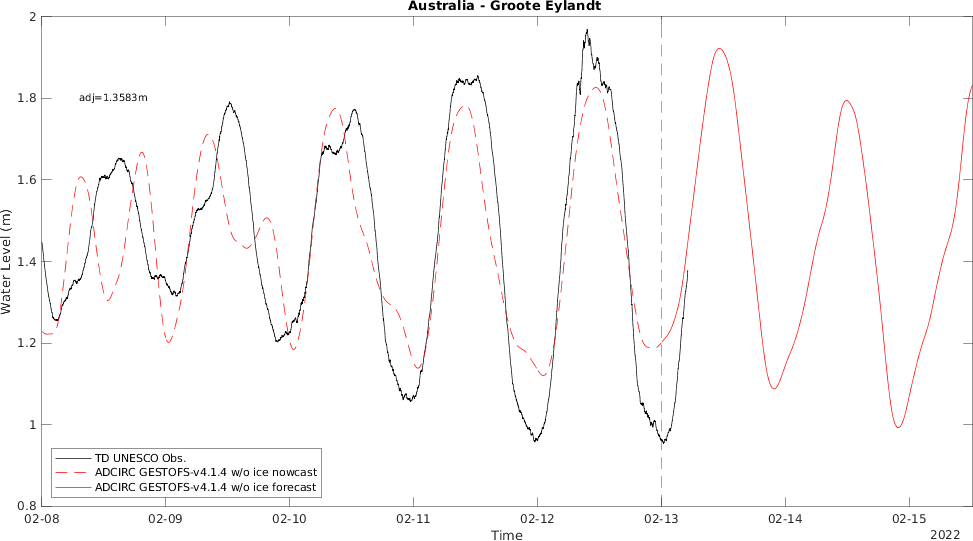 Australia - Groote Eylandt
2
1.8
1.6
1.4
1.2
1
0.8
Water Level (m)
adj=1.3583m
TD UNESCO Obs.
ADCIRC GESTOFS-v4.1.4 w/o ice nowcast
ADCIRC GESTOFS-v4.1.4 w/o ice forecast
02-08 02-09 02-10 02-11 02-12 02-13 02-14 02-15
Time
2022